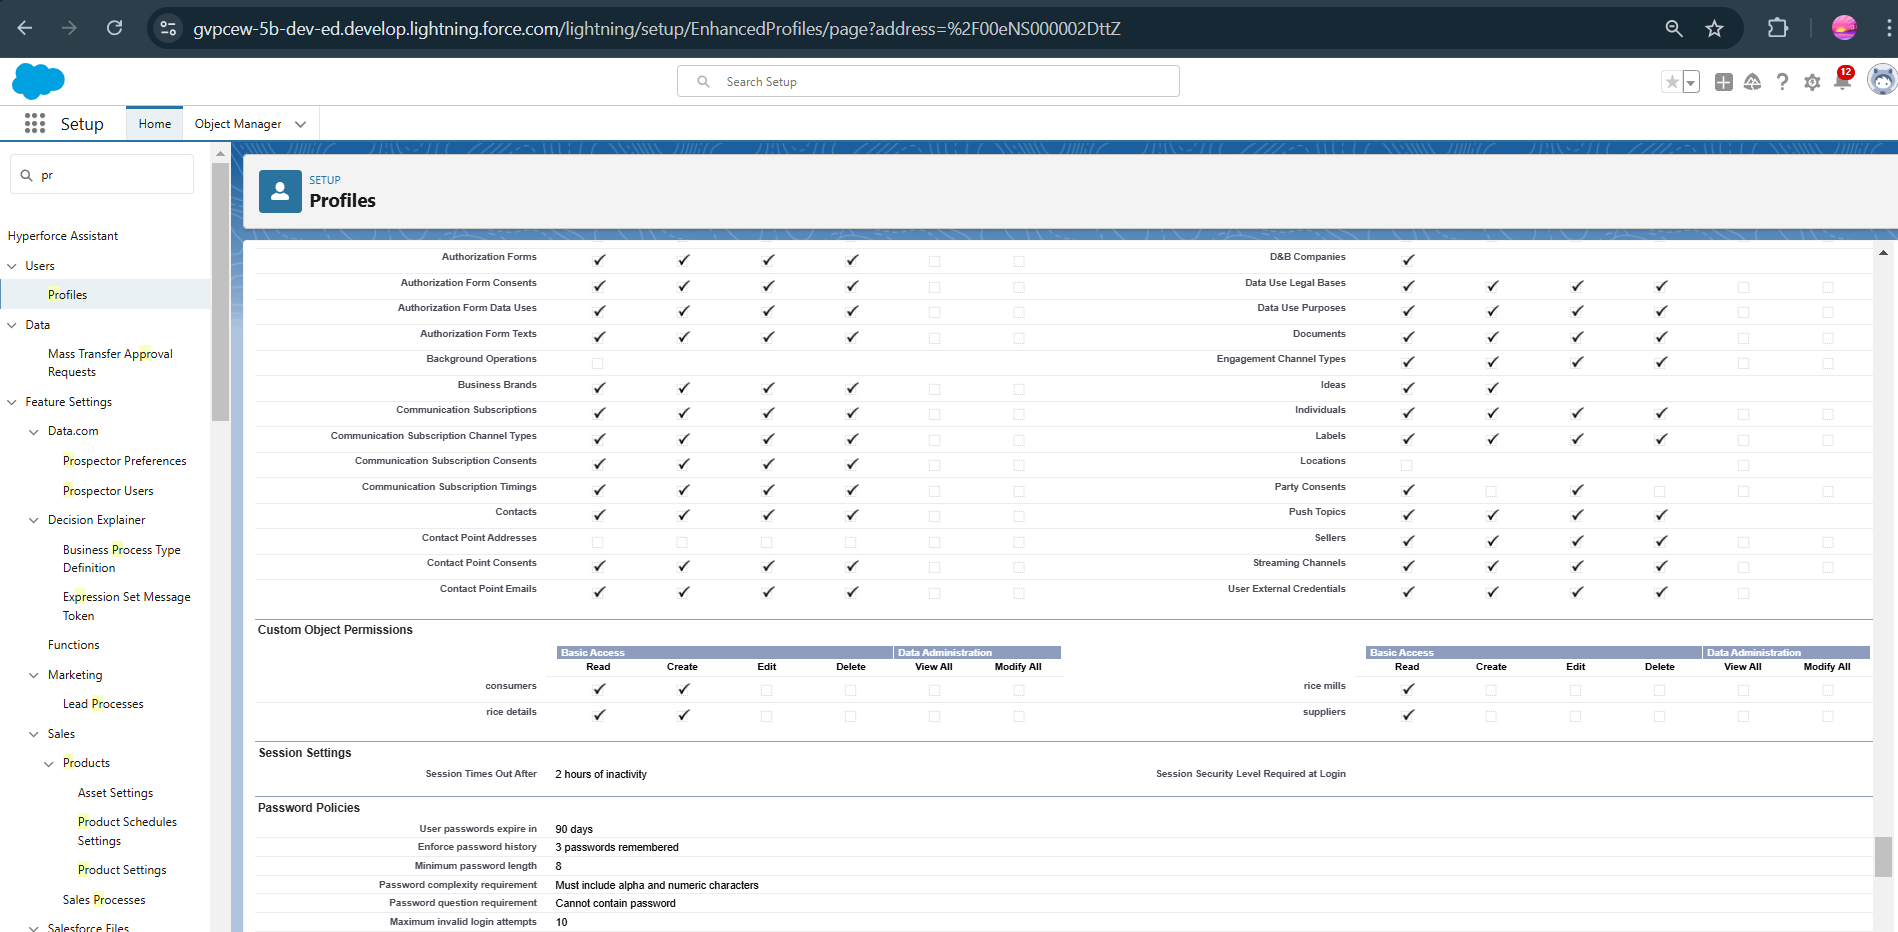 gvpcew-5b-dev-ed.develop.lightning.force.com/lightning/setup/EnhancedProfiles/page?address=%2F00eNS000002DttZ
Search Setup
12
Setup
Home
Object Manager
pr
Hyperforce Assistant
Users
Profiles
Data
Mass Transfer Approval
Requests
Feature Settings
Data.com
Prospector Preferences
Prospector Users
Decision Explainer
Business Process Type
Definition
Expression Set Message
Token
Functions
Marketing
Lead Processes
Sales
Products
Asset Settings
Product Schedules
Settings
Product Settings
Sales Processes
Salesforce Files
SETUP
Profiles
Authorization Forms
D&B Companies
Authorization Form Consents
Data Use Legal Bases
Authorization Form Data Uses
Data Use Purposes
Authorization Form Texts
Documents
Background Operations
Engagement Channel Types
Business Brands
Ideas
Communication Subscriptions
Individuals
Communication Subscription Channel Types
Labels
Communication Subscription Consents
Locations
Communication Subscription Timings
Party Consents
Contacts
Push Topics
Contact Point Addresses
Sellers
Contact Point Consents
Streaming Channels
Contact Point Emails
User External Credentials
Custom Object Permissions
Basic Access Data Administration Basic Access Data Administration
Read Create Edit Delete View All Modify All Read Create Edit Delete View All Modify All
consumers
rice mills
rice details
suppliers
Session Settings
Session Times Out After 2 hours of inactivity Session Security Level Required at Login
Password Policies
User passwords expire in 90 days
Enforce password history 3 passwords remembered
Minimum password length 8
Password complexity requirement Must include alpha and numeric characters
Password question requirement Cannot contain password
Maximum invalid login attempts 10